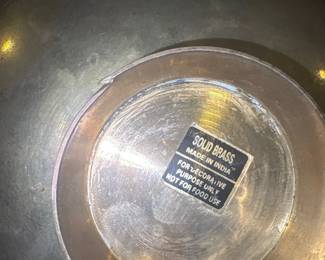 SOLID BRASS
MADE IN INDIA
FOR DECORATIVE
PURPOSE ONLY
NOT FOR FOOD USE